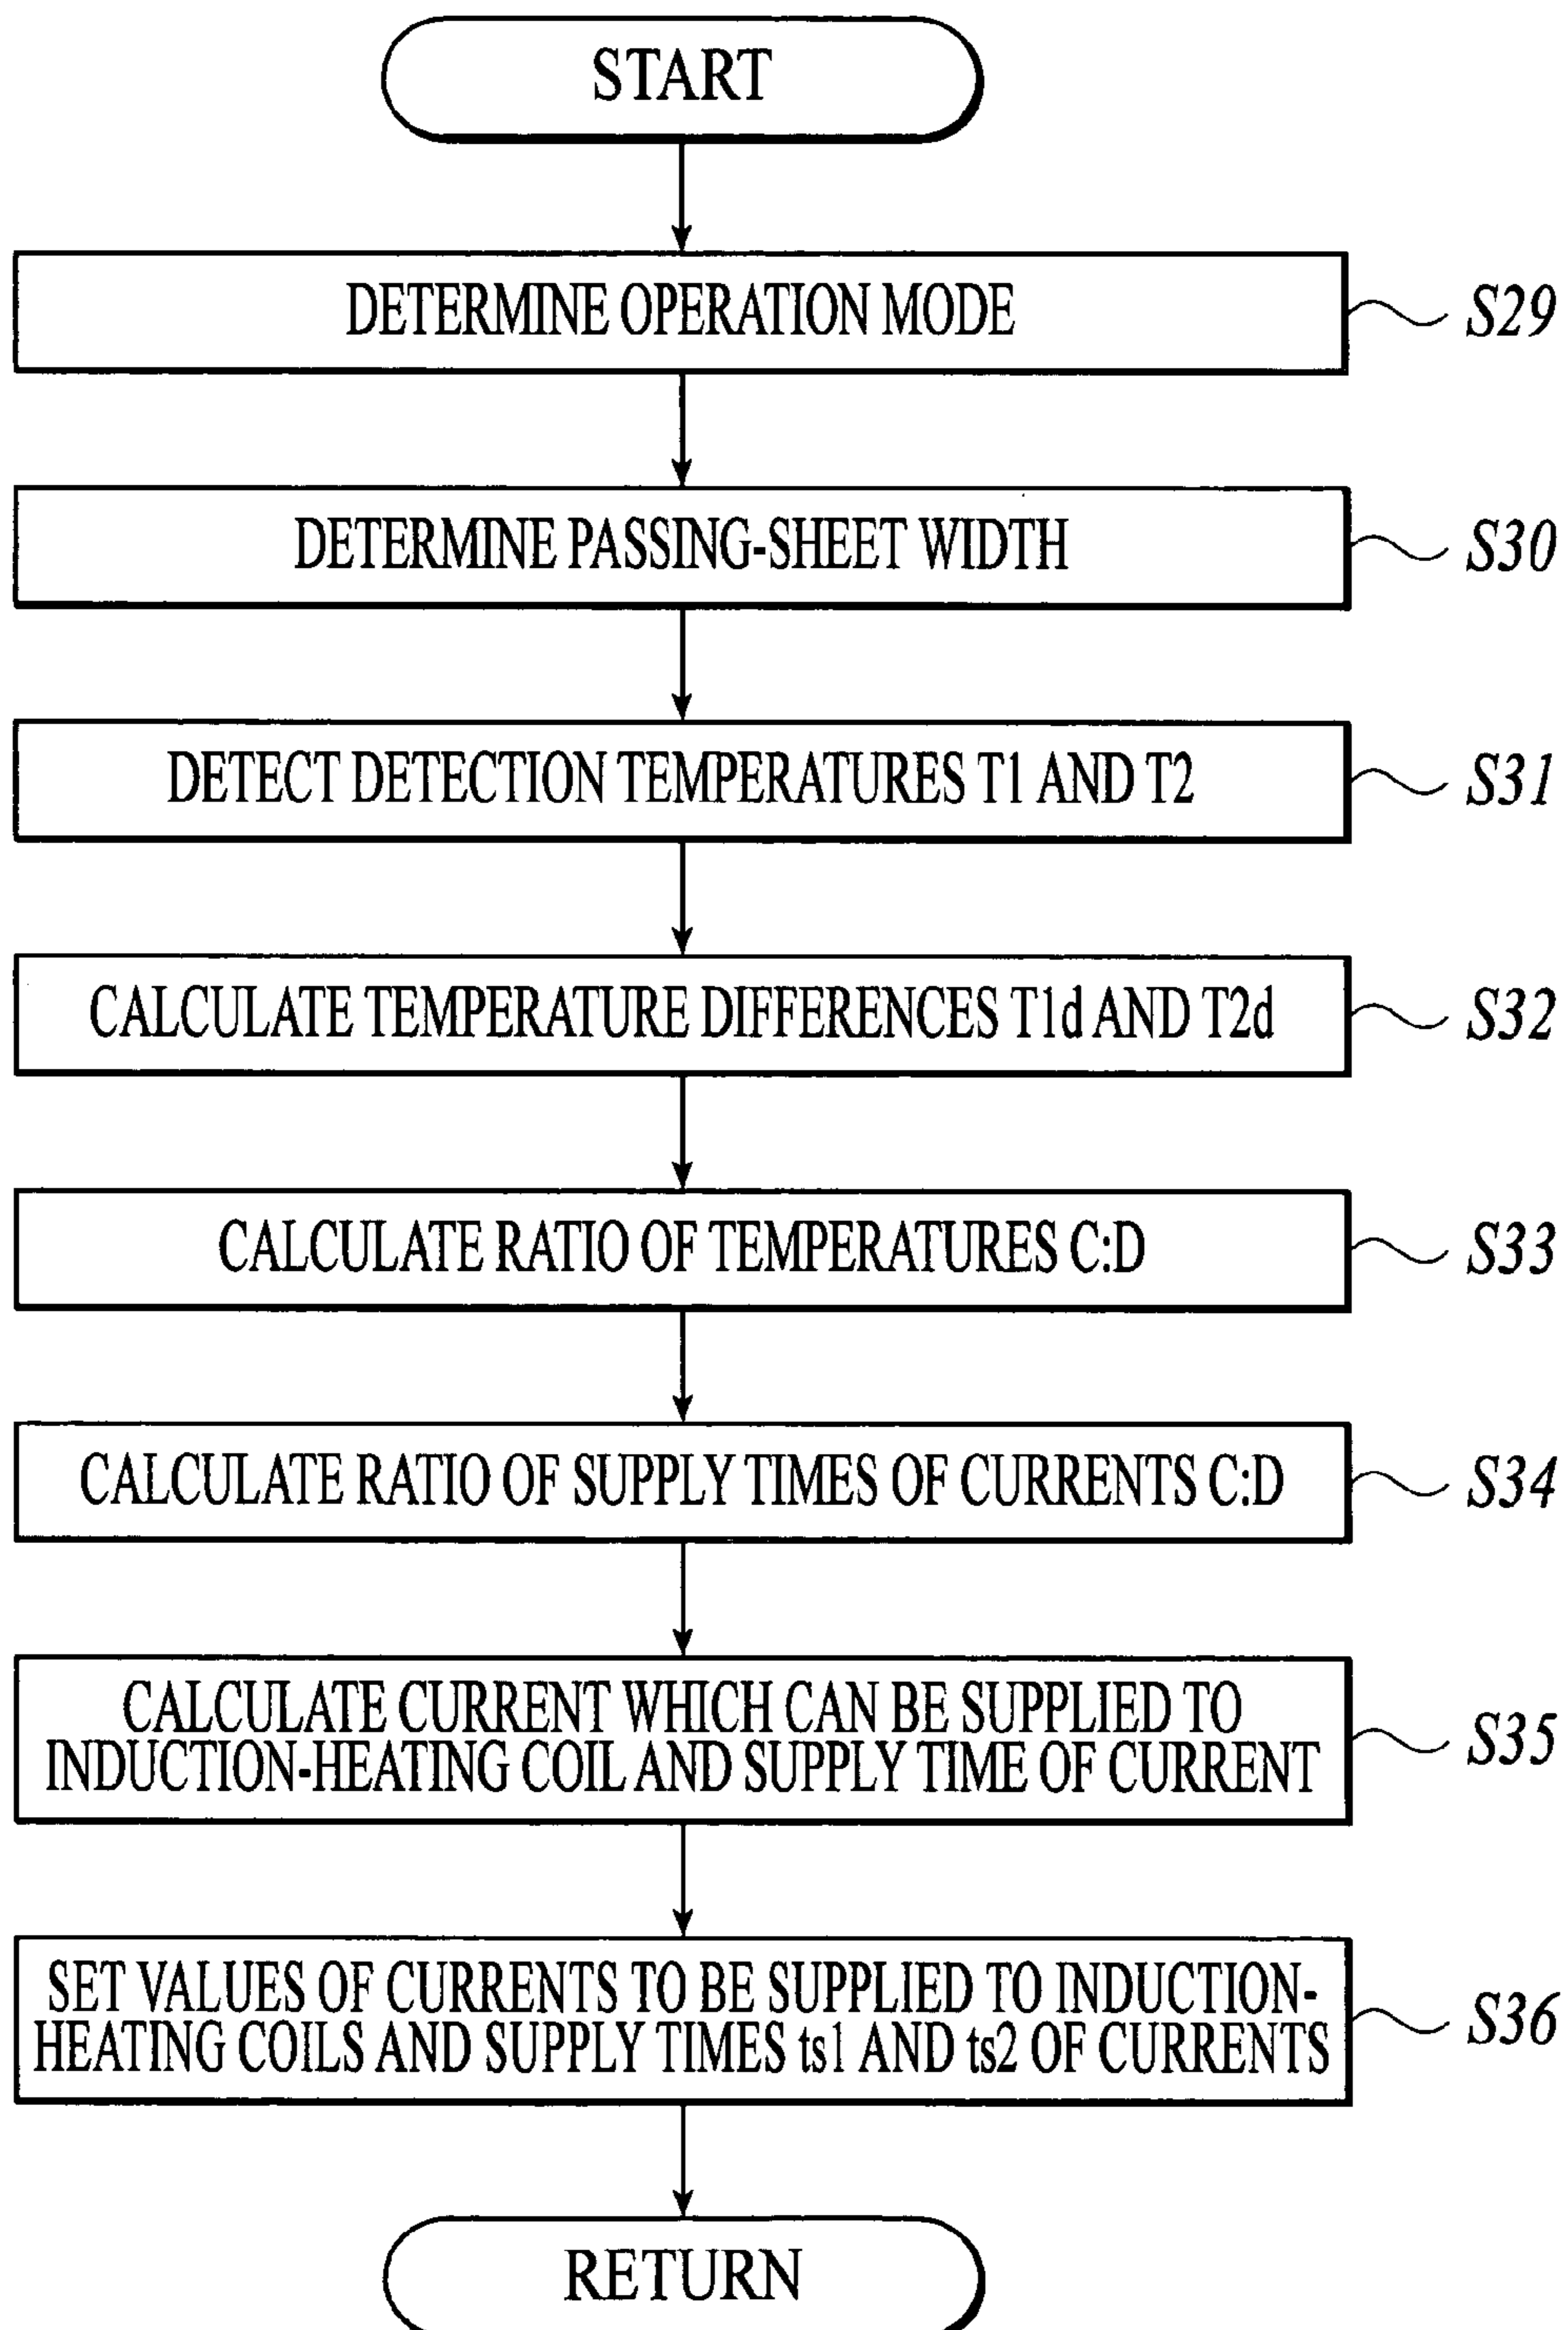 START
DETERMINE OPERATION MODE
S29
DETERMINE PASSING-SHEET WIDTH
S30
DETECT DETECTION TEMPERATURES T1 AND T2
S31
CALCULATE TEMPERATURE DIFFERENCES T1d AND T2d
S32
CALCULATE RATIO OF TEMPERATURES C:D
S33
CALCULATE RATIO OF SUPPLY TIMES OF CURRENTS C:D
S34
CALCULATE CURRENT WHICH CAN BE SUPPLIED TO
INDUCTION-HEATING COIL AND SUPPLY TIME OF CURRENT
S35
SET VALUES OF CURRENTS TO BE SUPPLIED TO INDUCTION-
HEATING COILS AND SUPPLY TIMES ts1 AND ts2 OF CURRENTS
S36
RETURN